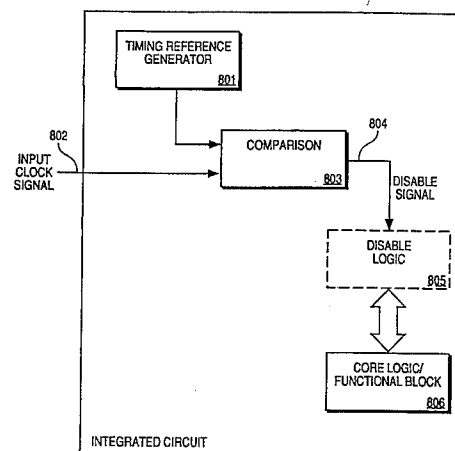 TIMING REFERENCE
GENERATOR
801
802
INPUT
CLOCK
SIGNAL
COMPARISON
803
804
DISABLE
SIGNAL
DISABLE
LOGIC
805
CORE LOGIC/
FUNCTIONAL BLOCK
806
INTEGRATED CIRCUIT